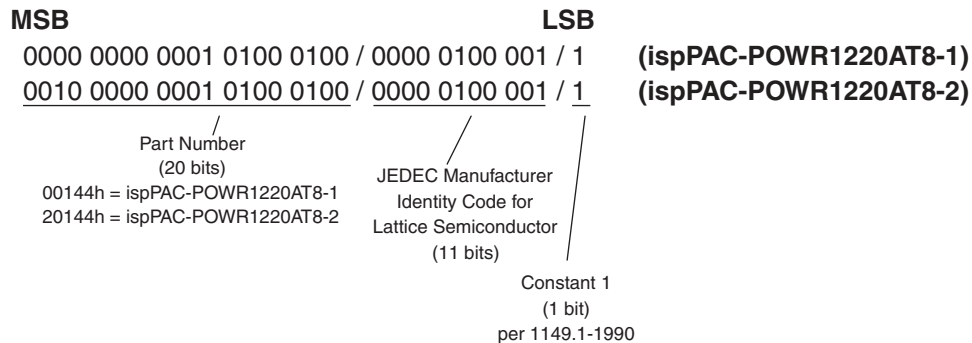 MSB LSB
0000 0000 0001 0100 0100 / 0000 0100 001 / 1 (ispPAC-POWR1220AT8-1)
0010 0000 0001 0100 0100 / 0000 0100 001 / 1 (ispPAC-POWR1220AT8-2)
Part Number
(20 bits)
00144h = ispPAC-POWR1220AT8-1
20144h = ispPAC-POWR1220AT8-2
JEDEC Manufacturer
Identity Code for
Lattice Semiconductor
(11 bits)
Constant 1
(1 bit)
per 1149.1-1990